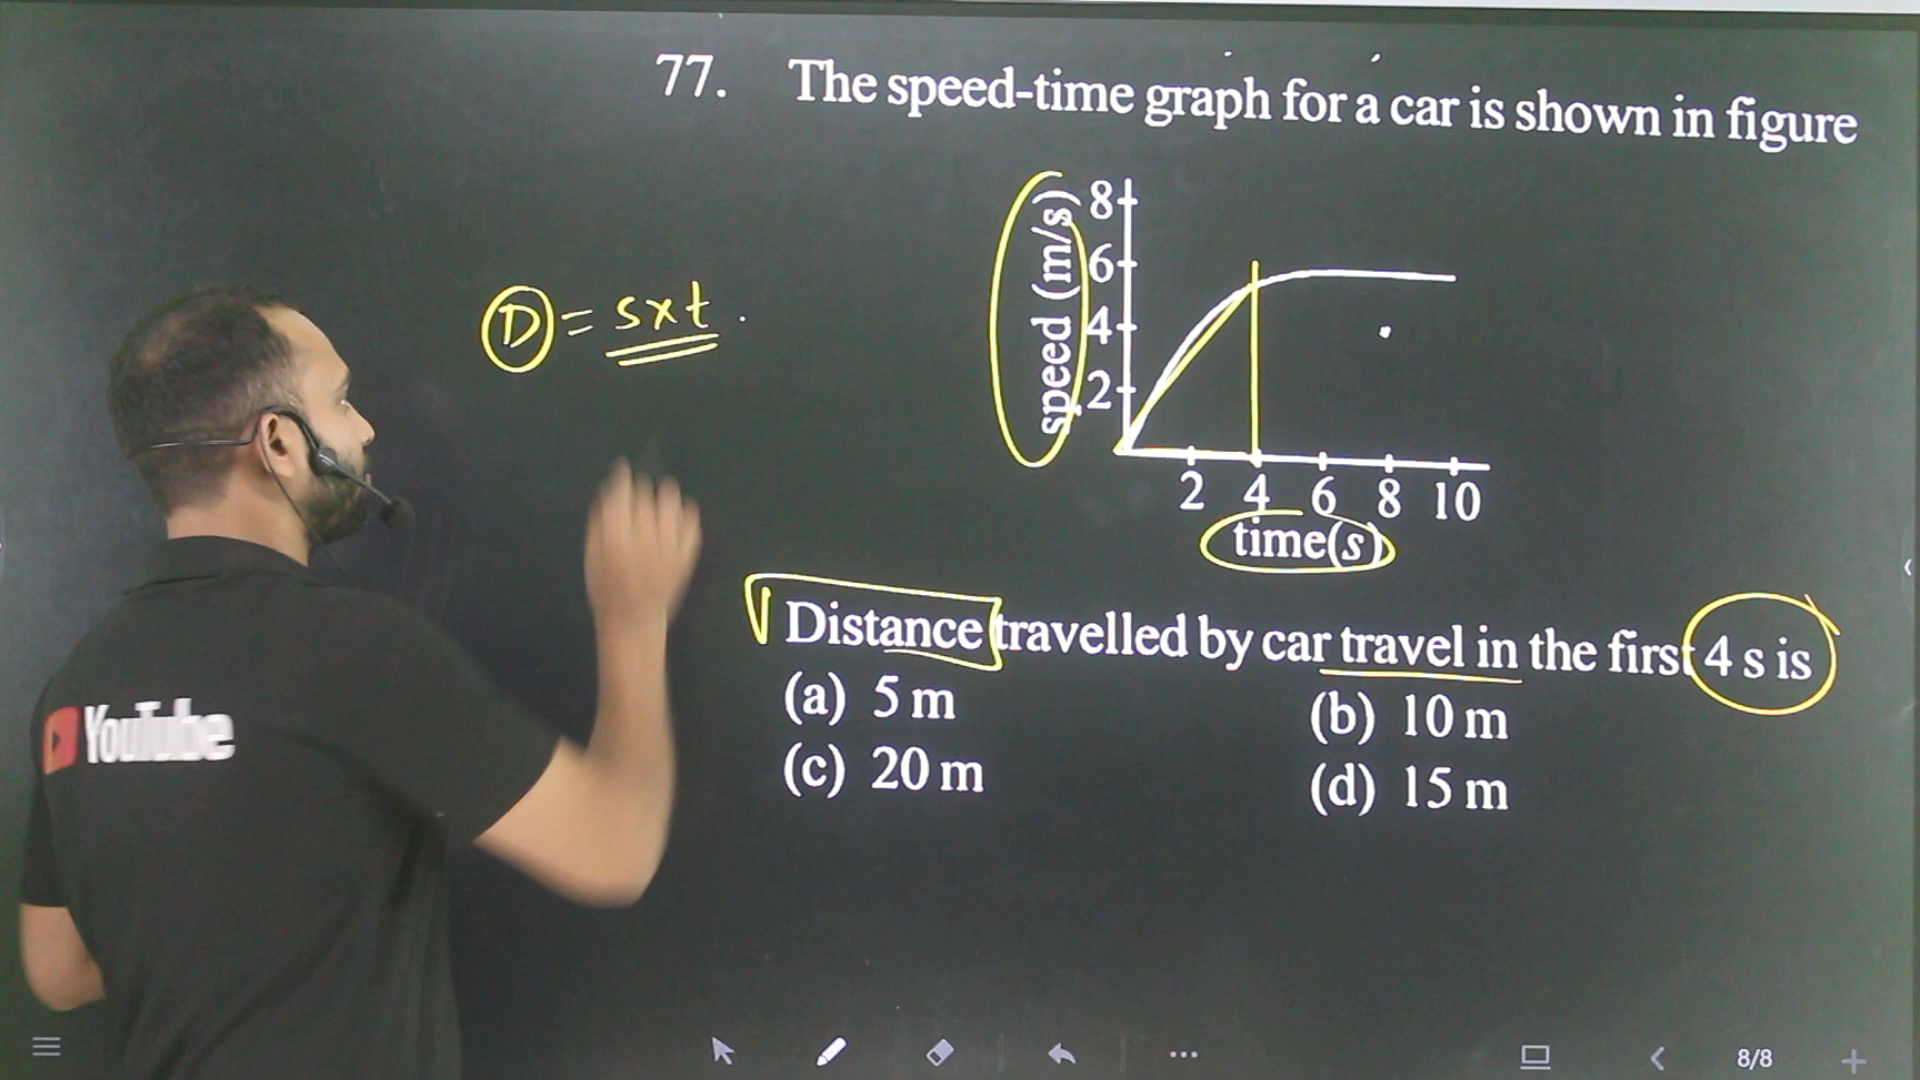 77. The speed-time graph for a car is shown in figure
speed (m/s)
8
6
4
2
2 4 6 8 10
time(s)
D = s×t.
Distance travelled by car travel in the first 4 s is
(a) 5 m
(b) 10 m
(c) 20 m
(d) 15 m
YouTube
8/8